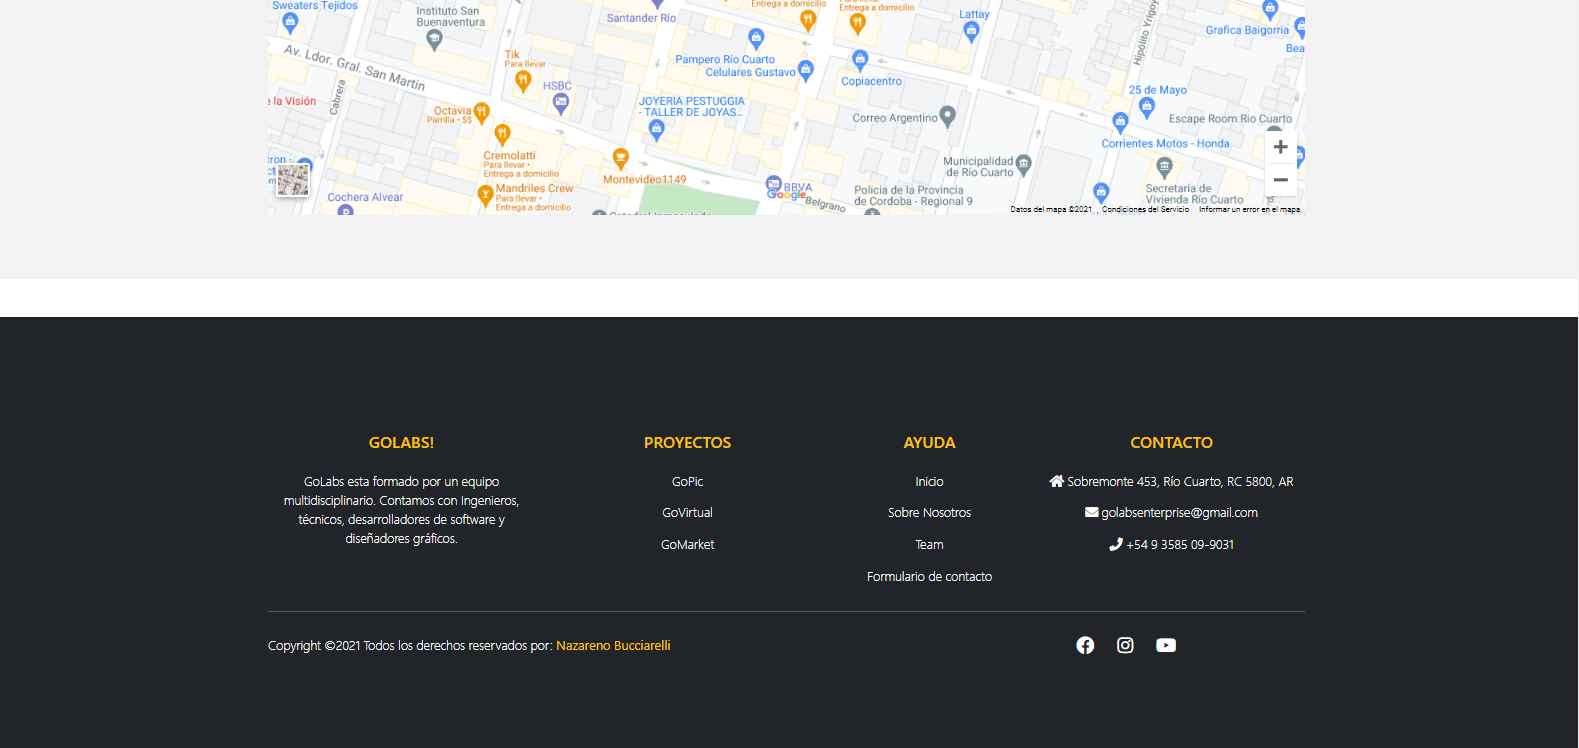 Sweaters Tejidos
Instituto San
Buenaventura
Santander Río
Entrega a domicilio
Entrega a domicilio
Lattay
Grafica Baigorria
Bea
Hipólito Yrigoy
Av. Ldor. Gral. San Martín
Tik
Para llevar
Pampero Río Cuarto
Celulares Gustavo
Copiacentro
HSBC
25 de Mayo
e la Visión
Cabrera
Octavia
Parrilla • $$
JOYERIA PESTUGGIA
- TALLER DE JOYAS...
Correo Argentino
Escape Room Rio Cuarto
Corrientes Motos - Honda
Cremolatti
Para llevar •
Entrega a domicilio
tron -
Montevideo1149
Municipalidad
de Río Cuarto
Mandriles Crew
Para llevar •
Entrega a domicilio
Cochera Alvear
BBVA
Google
Belgrano
Policia de la Provincia
de Cordoba - Regional 9
Secretaría de
Vivienda Río Cuarto
Datos del mapa ©2021
Condiciones del Servicio
Informar un error en el mapa
GOLABS!
GoLabs esta formado por un equipo
multidisciplinario. Contamos con Ingenieros,
técnicos, desarrolladores de software y
diseñadores gráficos.
PROYECTOS
GoPic
GoVirtual
GoMarket
AYUDA
Inicio
Sobre Nosotros
Team
Formulario de contacto
CONTACTO
Sobremonte 453, Río Cuarto, RC 5800, AR
golabsenterprise@gmail.com
+54 9 3585 09-9031
Copyright ©2021 Todos los derechos reservados por: Nazareno Bucciarelli